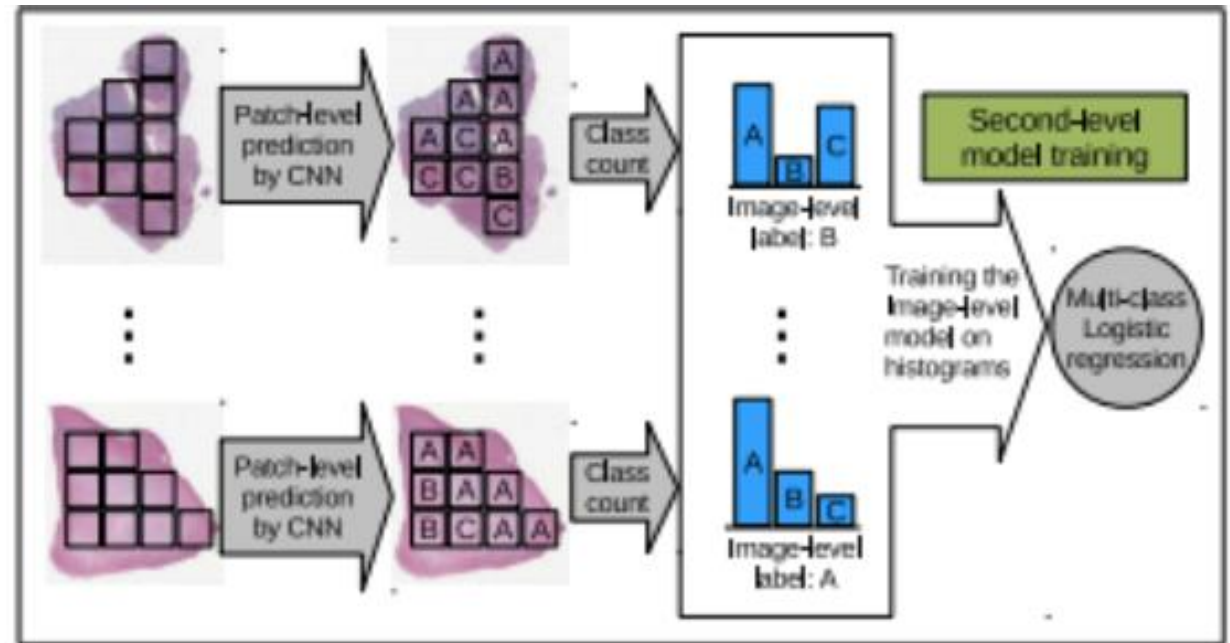 Patch-level
prediction
by CNN
A
A A
A C A
C C B
C
Class
count
A
B
C
Image-level
label: B
Second-level
model training
Training the
image-level
model on
histograms
Multi-class
Logistic
regression
Patch-level
prediction
by CNN
A A
B A A
B C A A
Class
count
A
B
C
Image-level
label: A